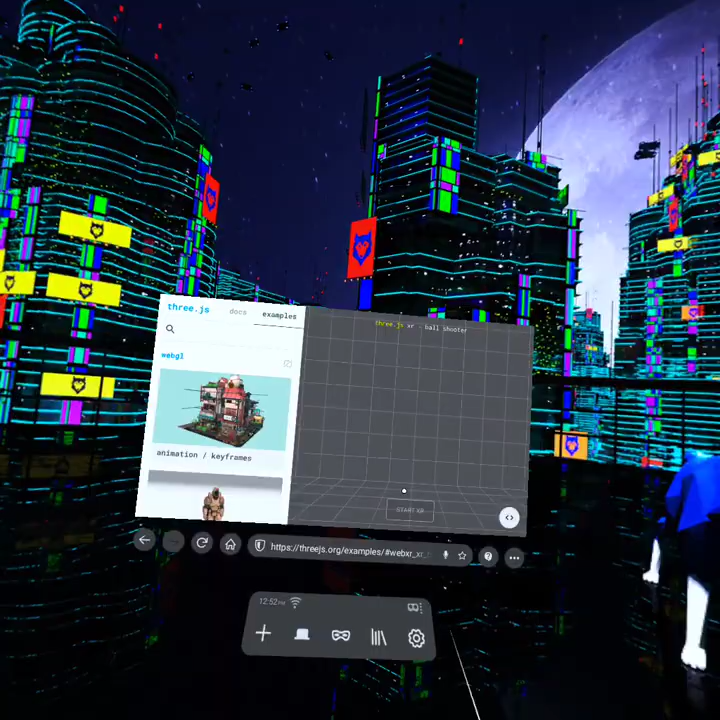 three.js docs examples
three.js xr - ball shooter
webgl
animation / keyframes
START XR
https://threejs.org/examples/#webxr_xr_
12:52PM